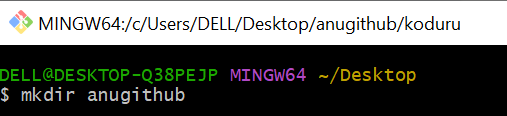 MINGW64:/c/Users/DELL/Desktop/anugithub/koduru
DELL@DESKTOP-Q38PEJP MINGW64 ~/Desktop
$ mkdir anugithub